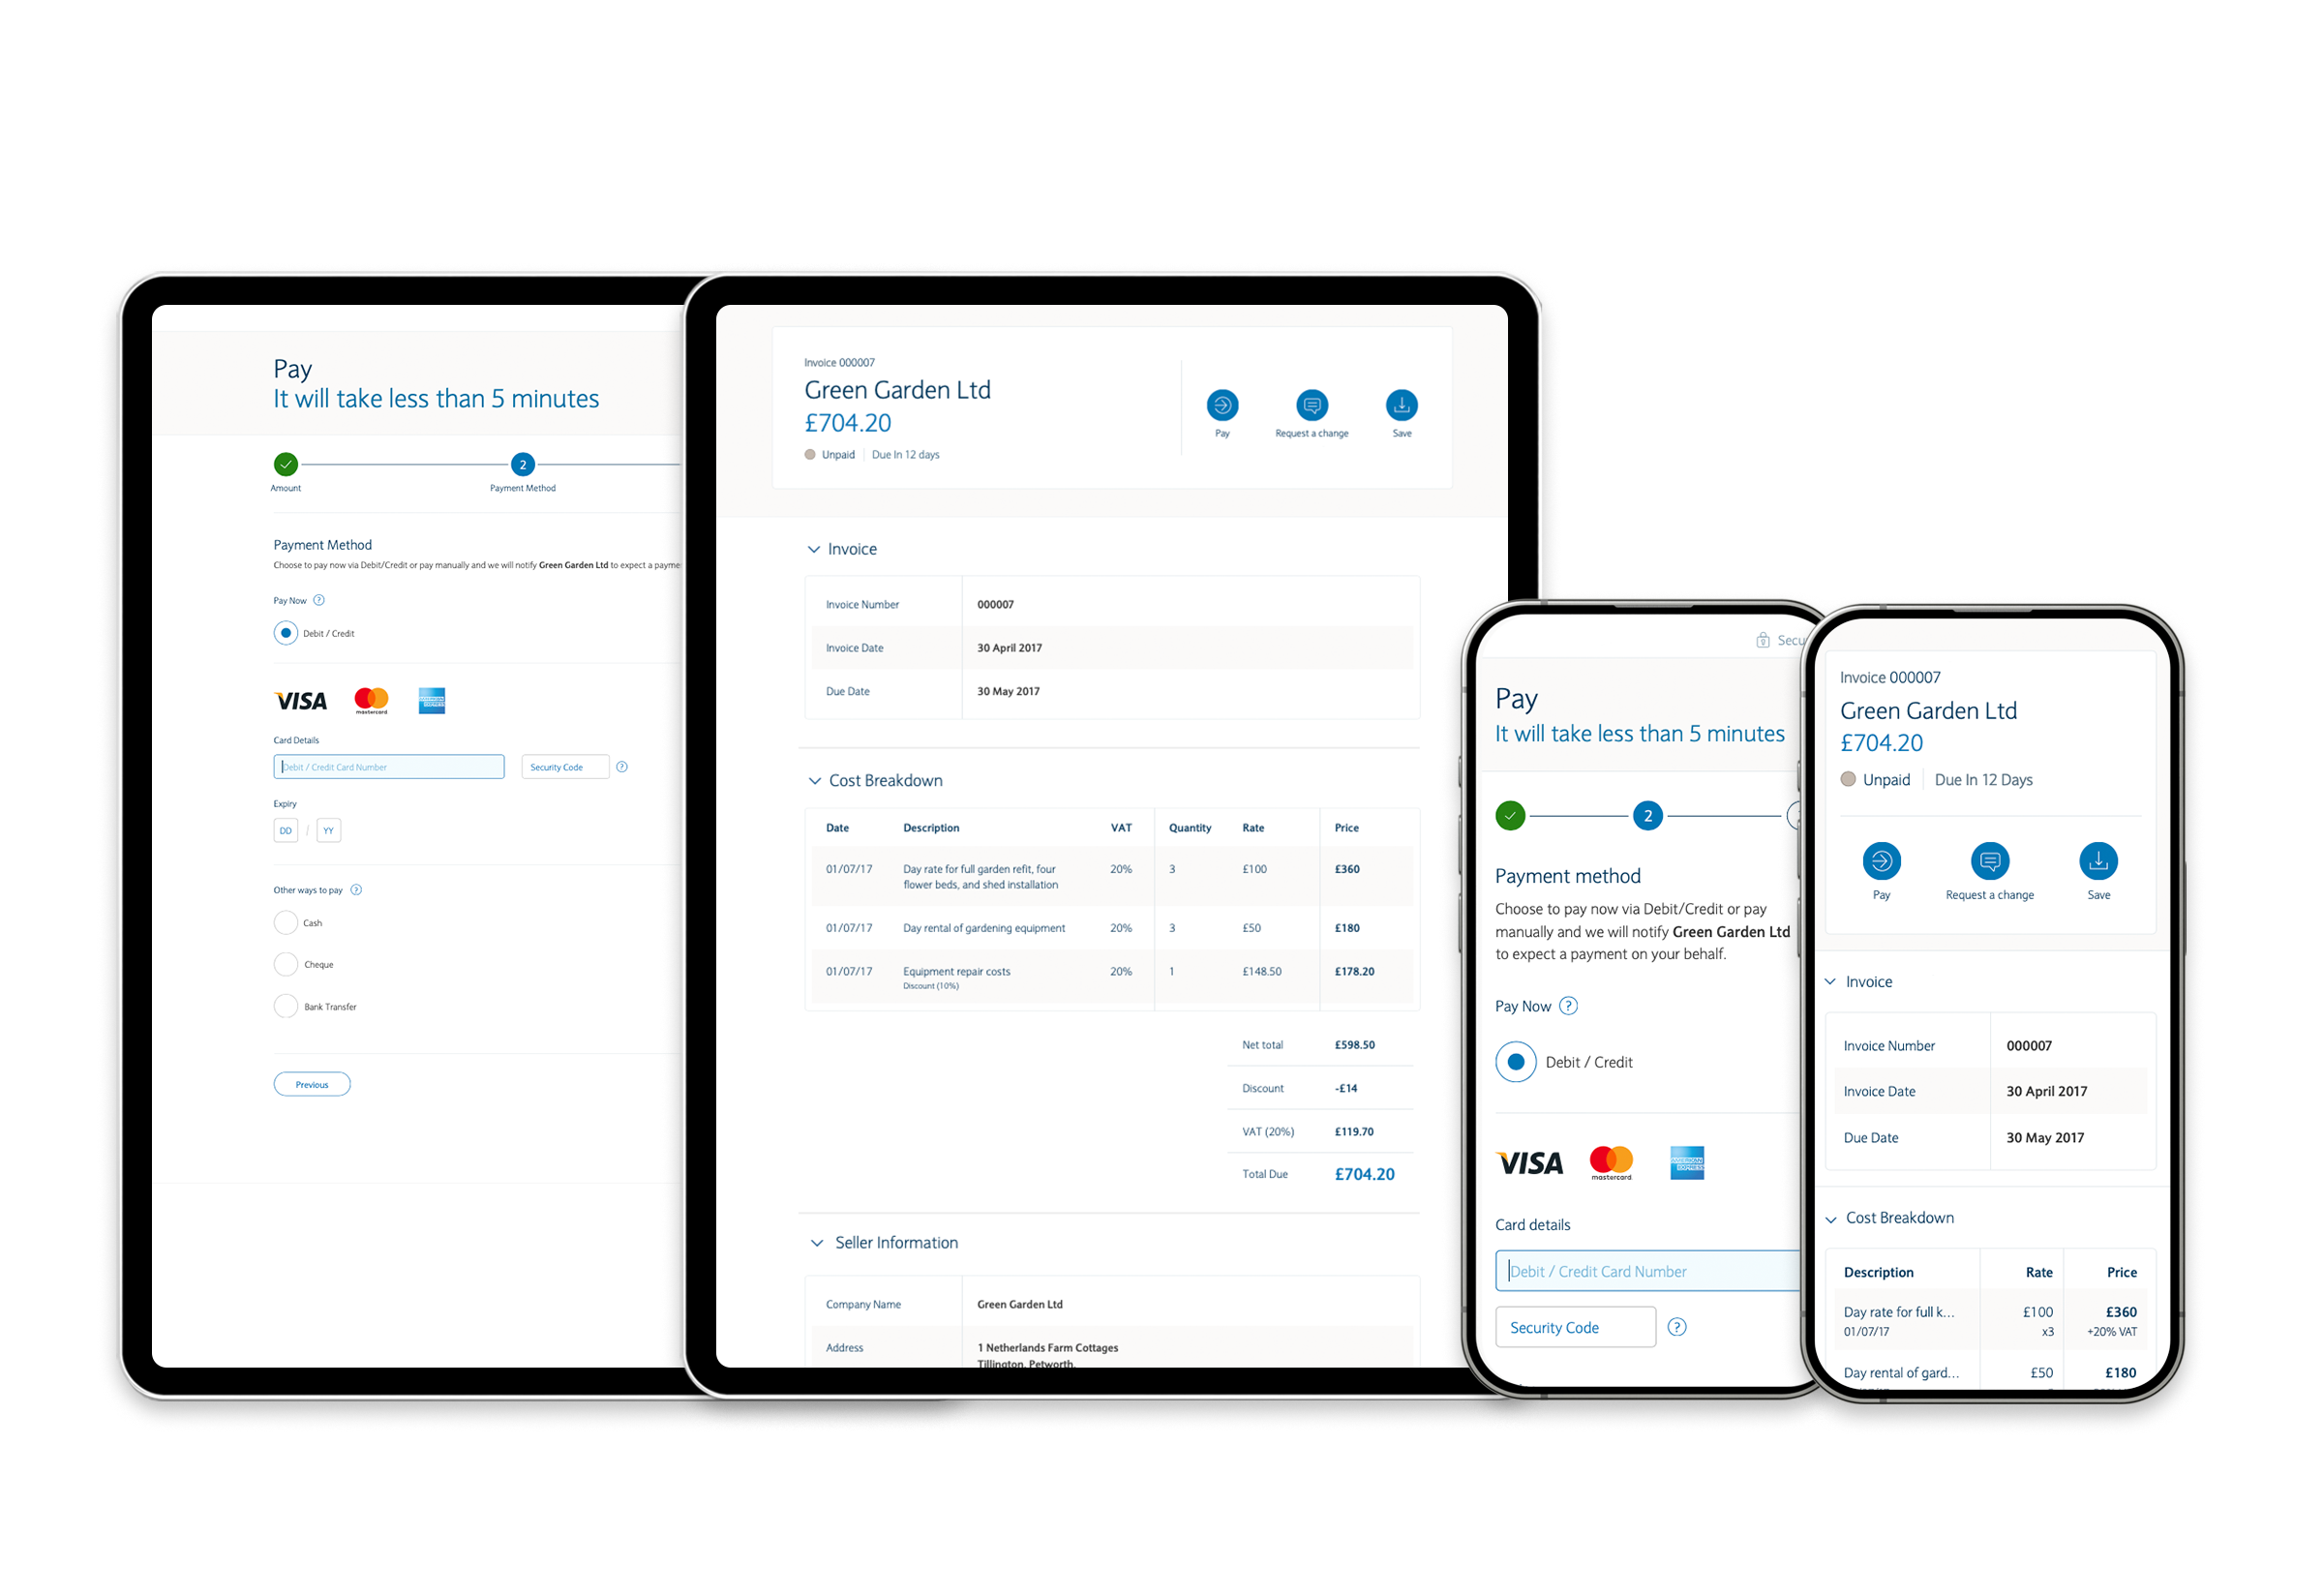 Pay
It will take less than 5 minutes
2
Amount
Payment Method
Payment Method
Choose to pay now via Debit/Credit or pay manually and we will notify Green Garden Ltd to expect a payme
Pay Now ?
Debit / Credit
VISA
mastercard
AMERICAN EXPRESS
Card Details
Debit / Credit Card Number
Security Code ?
Expiry
DD / YY
Other ways to pay ?
Cash
Cheque
Bank Transfer
Previous
Invoice 000007
Green Garden Ltd
£704.20
Unpaid Due In 12 days
Pay Request a change Save
Invoice
Invoice Number 000007
Invoice Date 30 April 2017
Due Date 30 May 2017
Cost Breakdown
Date Description VAT Quantity Rate Price
01/07/17 Day rate for full garden refit, four 20% 3 £100 £360
flower beds, and shed installation
01/07/17 Day rental of gardening equipment 20% 3 £50 £180
01/07/17 Equipment repair costs 20% 1 £148.50 £178.20
Discount (10%)
Net total £598.50
Discount -£14
VAT (20%) £119.70
Total Due £704.20
Seller Information
Company Name Green Garden Ltd
Address 1 Netherlands Farm Cottages
Tillington, Petworth,
Secu
Pay
It will take less than 5 minutes
2
Payment method
Choose to pay now via Debit/Credit or pay
manually and we will notify Green Garden Ltd
to expect a payment on your behalf.
Pay Now ?
Debit / Credit
VISA
mastercard
AMERICAN EXPRESS
Card details
Debit / Credit Card Number
Security Code ?
Invoice 000007
Green Garden Ltd
£704.20
Unpaid Due In 12 Days
Pay Request a change Save
Invoice
Invoice Number 000007
Invoice Date 30 April 2017
Due Date 30 May 2017
Cost Breakdown
Description Rate Price
Day rate for full k... £100 £360
01/07/17 x3 +20% VAT
Day rental of gard... £50 £180